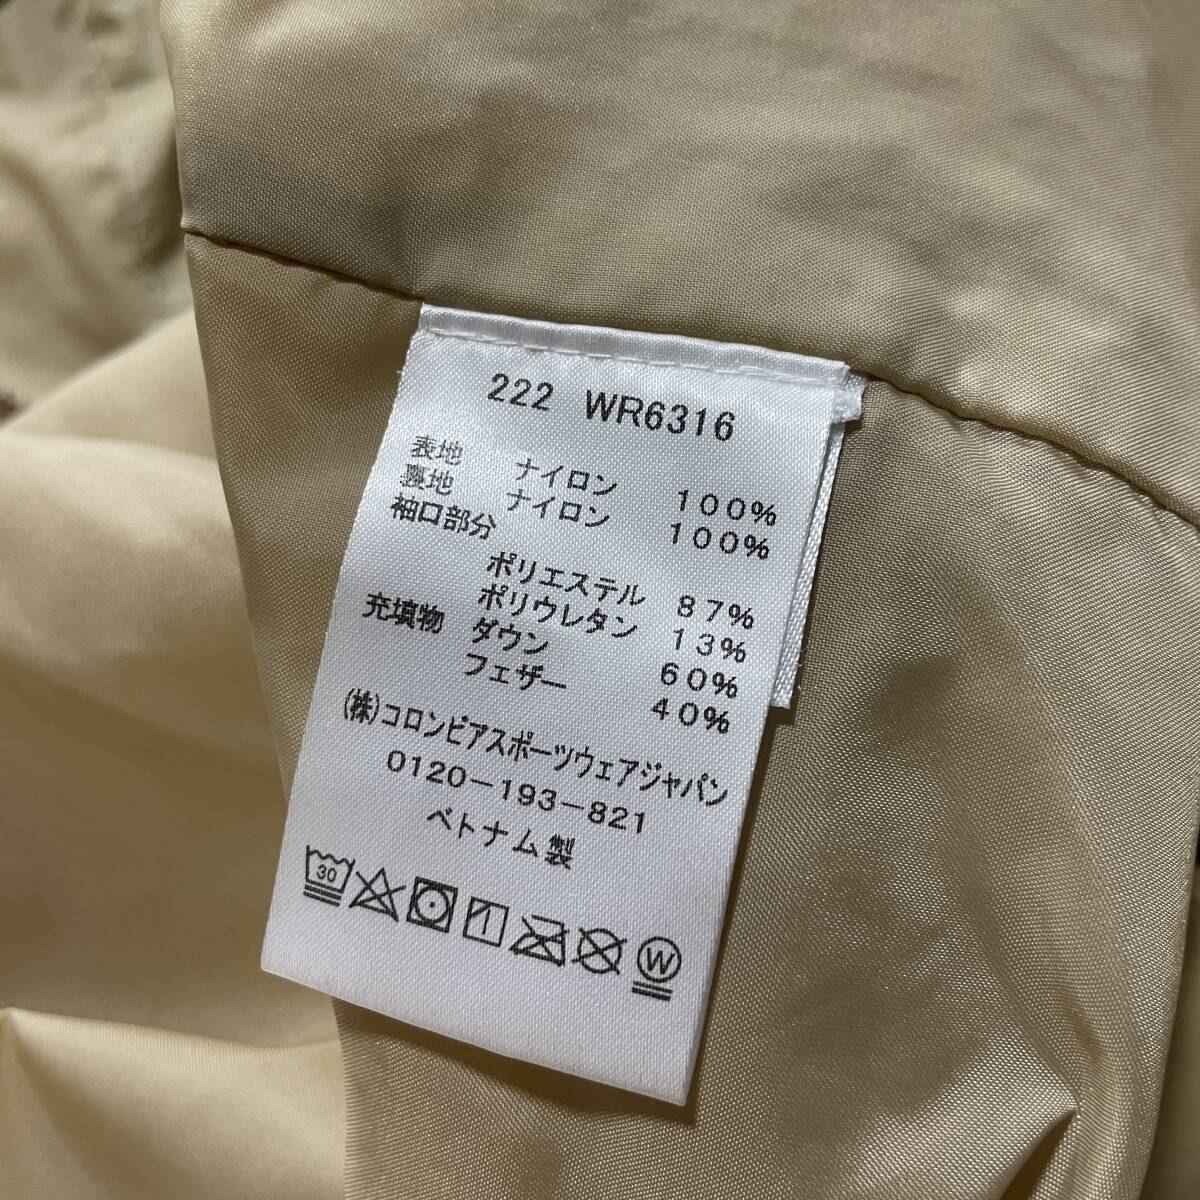 222 WR6316
表地 ナイロン 100%
裏地 ナイロン 100%
袖口部分
ポリエステル 87%
ポリウレタン 13%
充填物 ダウン 60%
フェザー 40%
(株)コロンビアスポーツウェアジャパン
0120-193-821
ベトナム製
30
W